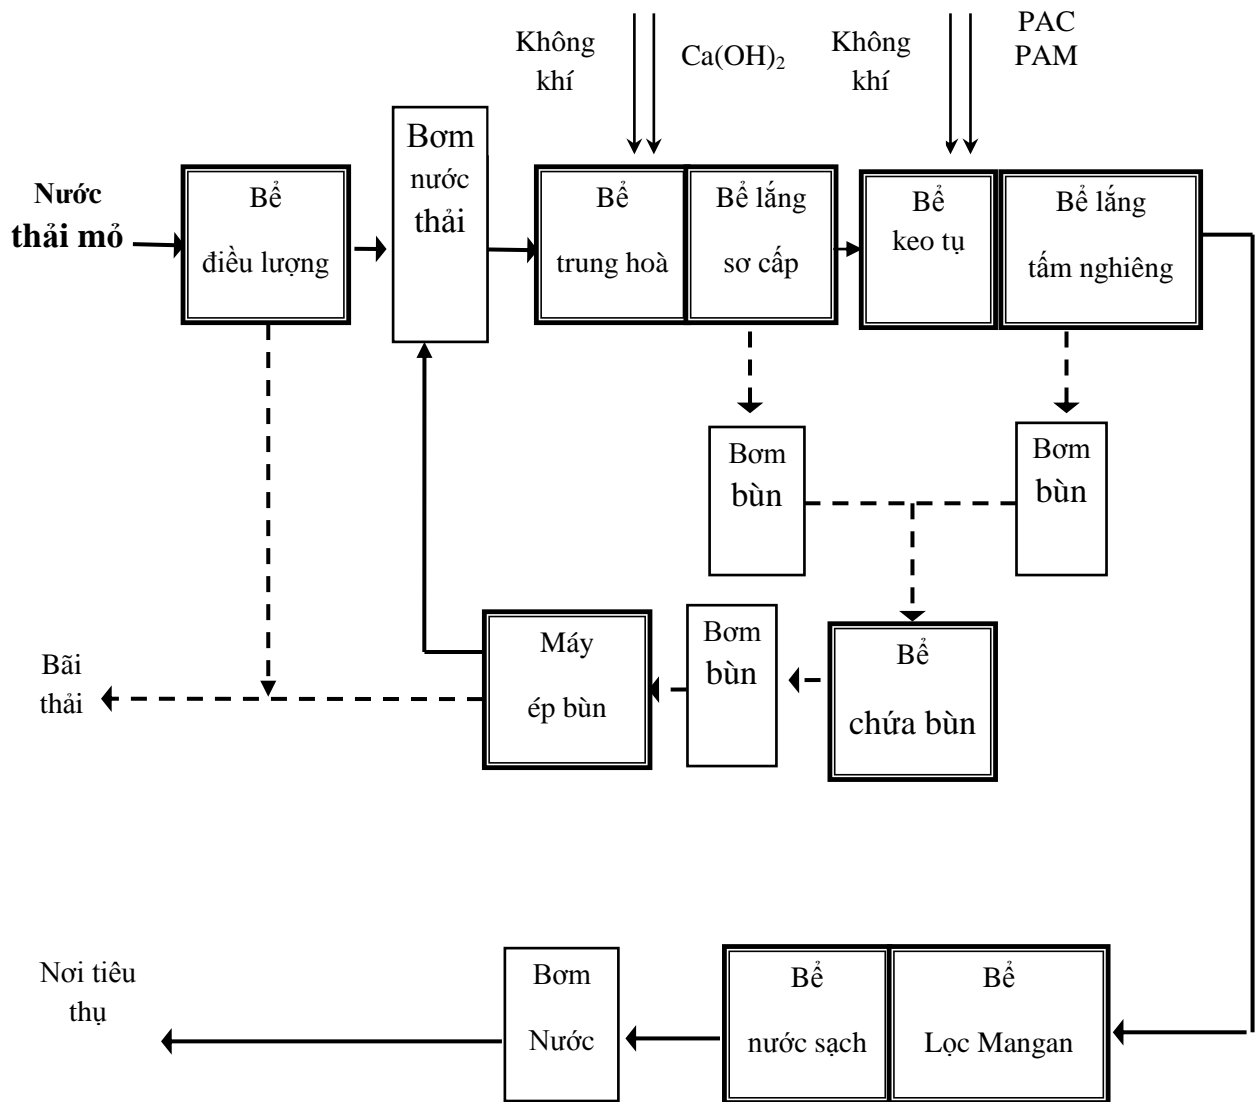 Không
khí
Ca(OH)₂
Không
khí
PAC
PAM
Nước
thải mỏ
Bể
điều lượng
Bơm
nước
thải
Bể
trung hoà
Bể lắng
sơ cấp
Bể
keo tụ
Bể lắng
tấm nghiêng
Bơm
bùn
Bơm
bùn
Bãi
thải
Máy
ép bùn
Bơm
bùn
Bể
chứa bùn
Nơi tiêu
thụ
Bơm
Nước
Bể
nước sạch
Bể
Lọc Mangan